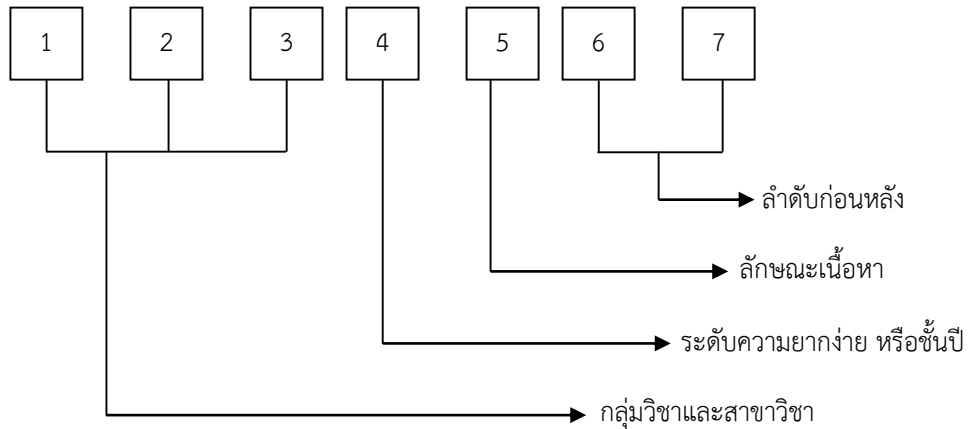 1 2 3 4 5 6 7
ลำดับก่อนหลัง
ลักษณะเนื้อหา
ระดับความยากง่าย หรือชั้นปี
กลุ่มวิชาและสาขาวิชา